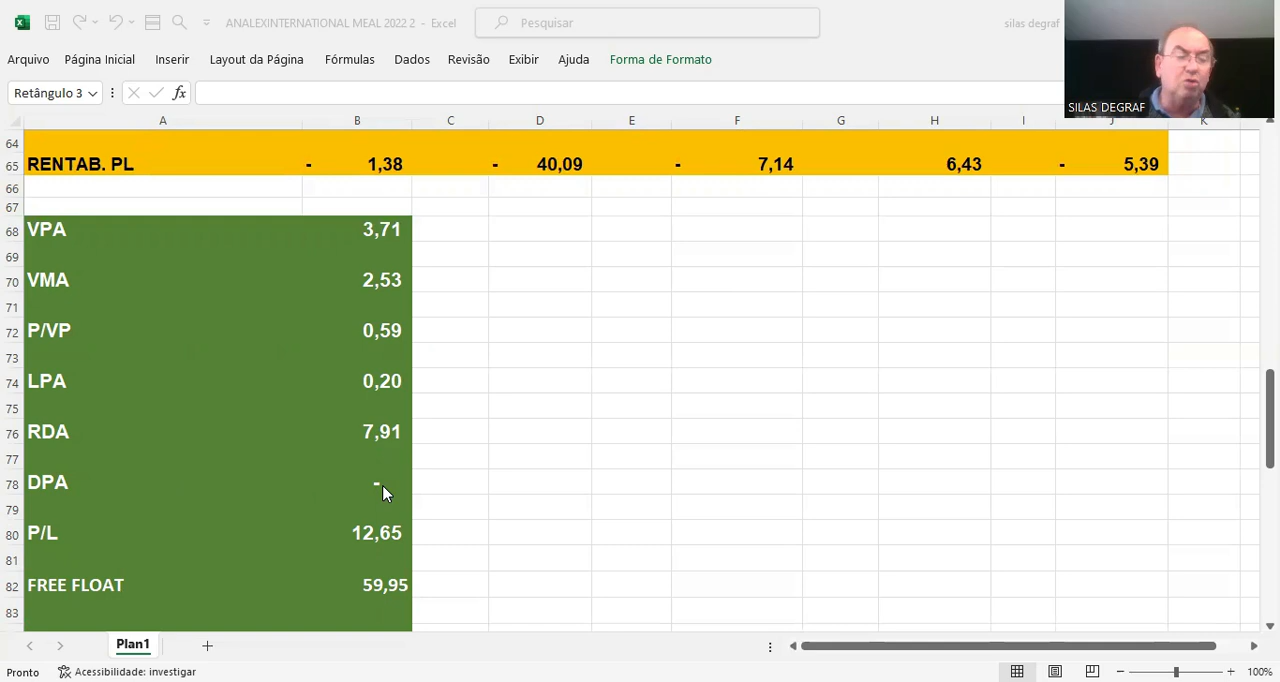 ANALEXINTERNATIONAL MEAL 2022 2 - Excel
Pesquisar
silas degraf
Arquivo Página Inicial Inserir Layout da Página Fórmulas Dados Revisão Exibir Ajuda Forma de Formato
SILAS DEGRAF
Retângulo 3 fx
A B C D E F G H I J K
64
65 RENTAB. PL - 1,38 - 40,09 - 7,14 6,43 - 5,39
66
67
68 VPA 3,71
69
70 VMA 2,53
71
72 P/VP 0,59
73
74 LPA 0,20
75
76 RDA 7,91
77
78 DPA -
79
80 P/L 12,65
81
82 FREE FLOAT 59,95
83
Plan1 +
Pronto Acessibilidade: investigar 100%